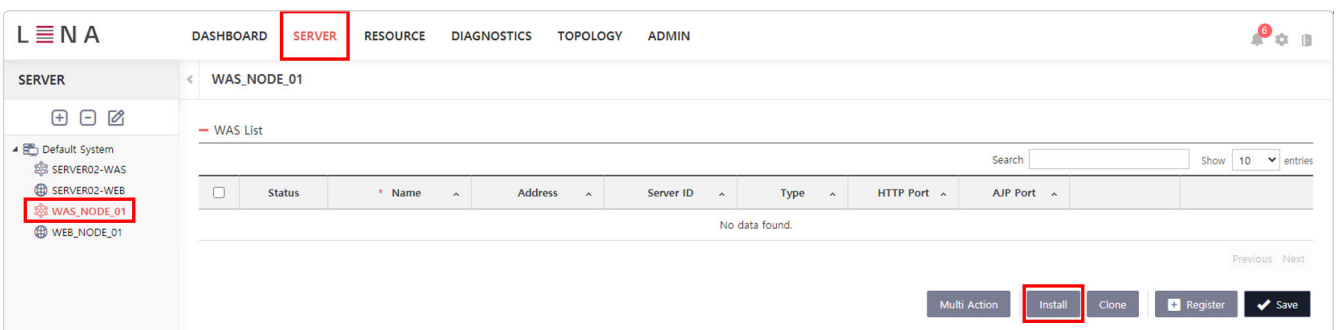 LENA DASHBOARD SERVER RESOURCE DIAGNOSTICS TOPOLOGY ADMIN 6
SERVER
WAS_NODE_01
Default System
SERVER02-WAS
SERVER02-WEB
WAS_NODE_01
WEB_NODE_01
WAS List
Search Show 10 entries
Status * Name Address Server ID Type HTTP Port AJP Port
No data found.
Previous Next
Multi Action Install Clone Register Save